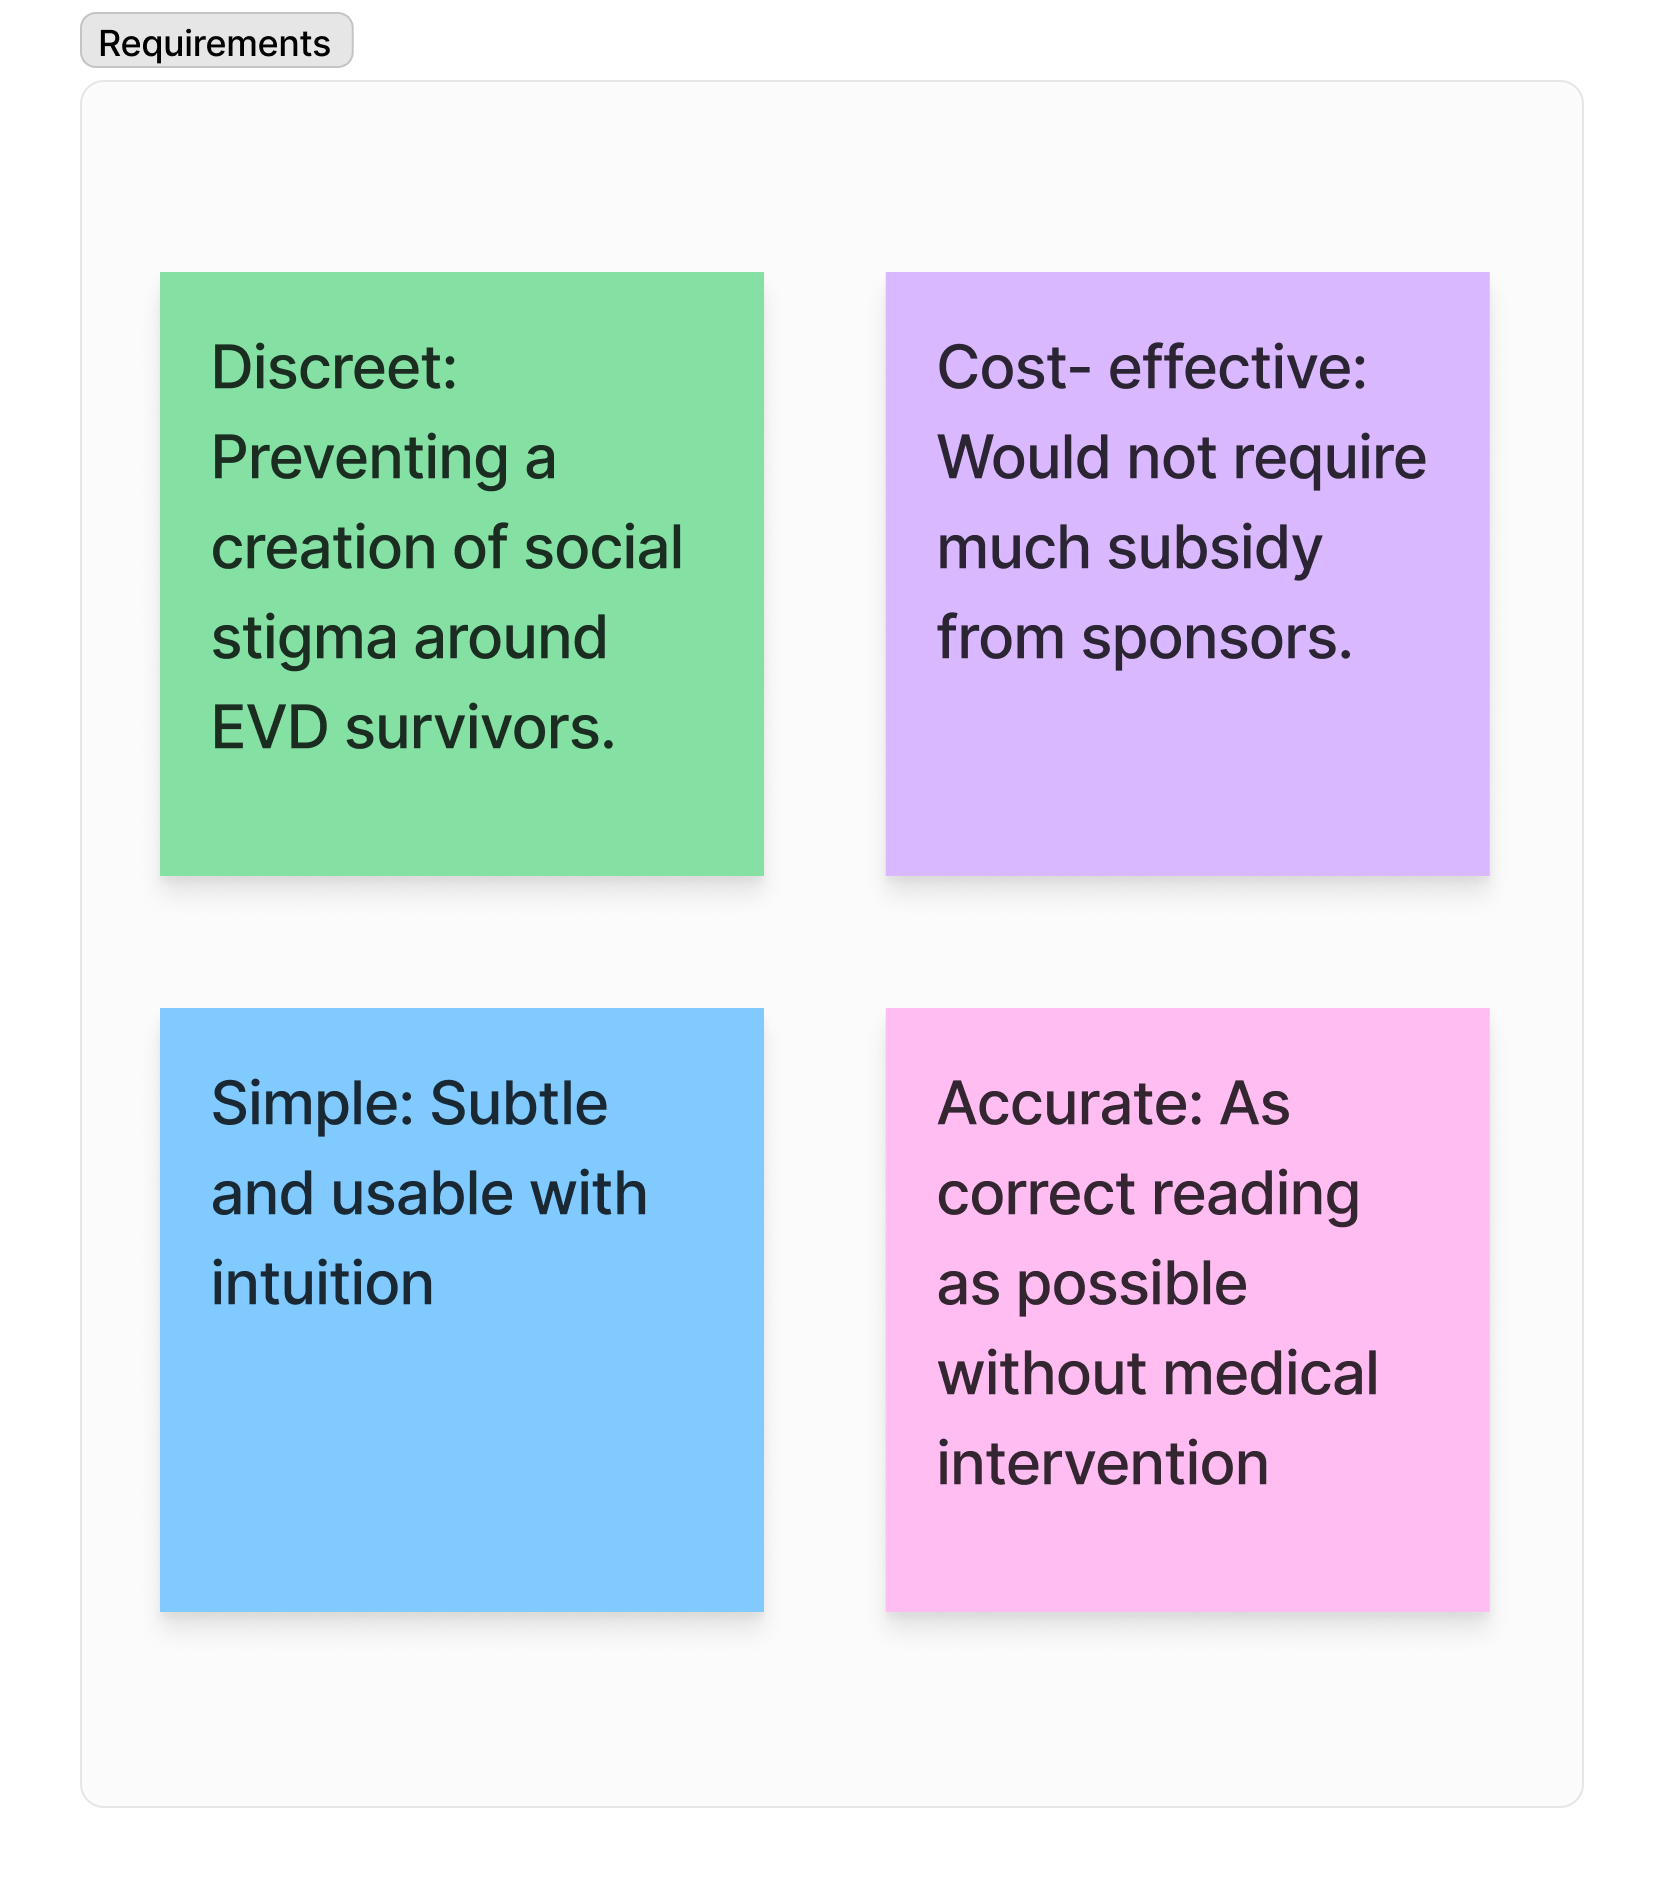 Requirements
Discreet:
Preventing a
creation of social
stigma around
EVD survivors.
Cost- effective:
Would not require
much subsidy
from sponsors.
Simple: Subtle
and usable with
intuition
Accurate: As
correct reading
as possible
without medical
intervention